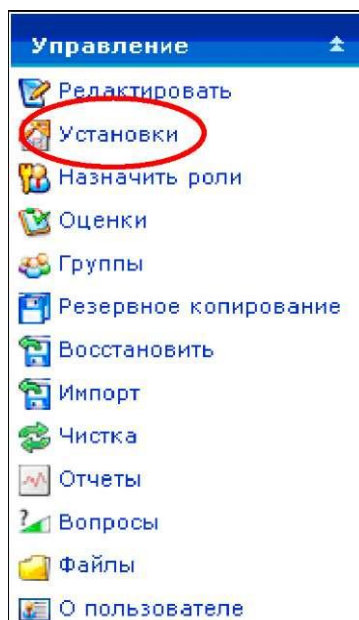 Управление
Редактировать
Установки
Назначить роли
Оценки
Группы
Резервное копирование
Восстановить
Импорт
Чистка
Отчеты
Вопросы
Файлы
О пользователе